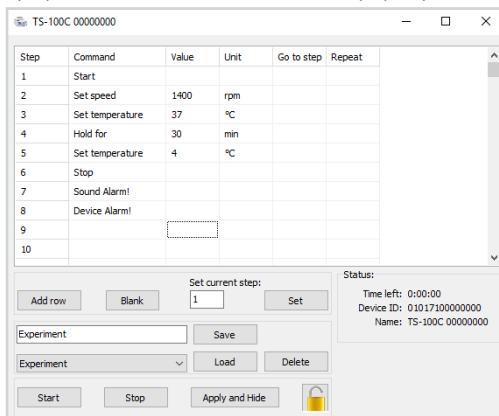 TS-100C 00000000
Step Command Value Unit Go to step Repeat
1 Start
2 Set speed 1400 rpm
3 Set temperature 37 °C
4 Hold for 30 min
5 Set temperature 4 °C
6 Stop
7 Sound Alarm!
8 Device Alarm!
9
10
Set current step:
Add row Blank 1 Set
Experiment Save
Experiment Load Delete
Start Stop Apply and Hide
Status:
Time left: 0:00:00
Device ID: 01017100000000
Name: TS-100C 00000000